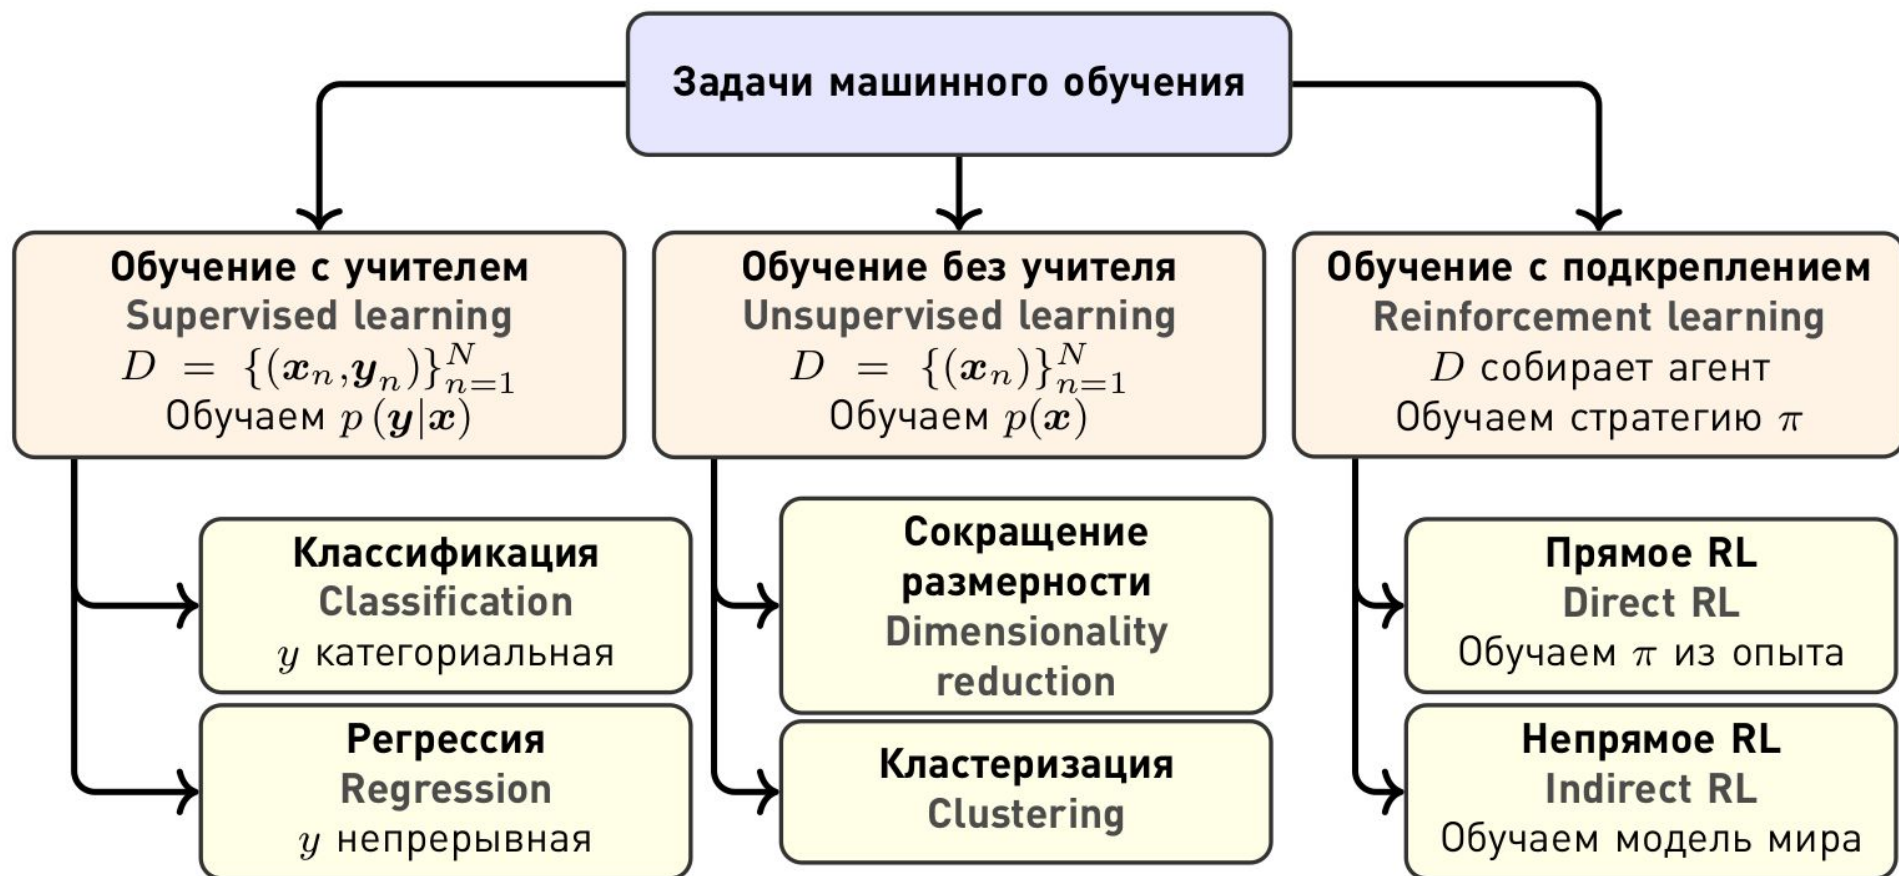 Задачи машинного обучения
Обучение с учителем
Supervised learning
D = {(xₙ,yₙ)}ᴺₙ₌₁
Обучаем p (y|x)
Классификация
Classification
y категориальная
Регрессия
Regression
y непрерывная
Обучение без учителя
Unsupervised learning
D = {(xₙ)}ᴺₙ₌₁
Обучаем p(x)
Сокращение
размерности
Dimensionality
reduction
Кластеризация
Clustering
Обучение с подкреплением
Reinforcement learning
D собирает агент
Обучаем стратегию π
Прямое RL
Direct RL
Обучаем π из опыта
Непрямое RL
Indirect RL
Обучаем модель мира